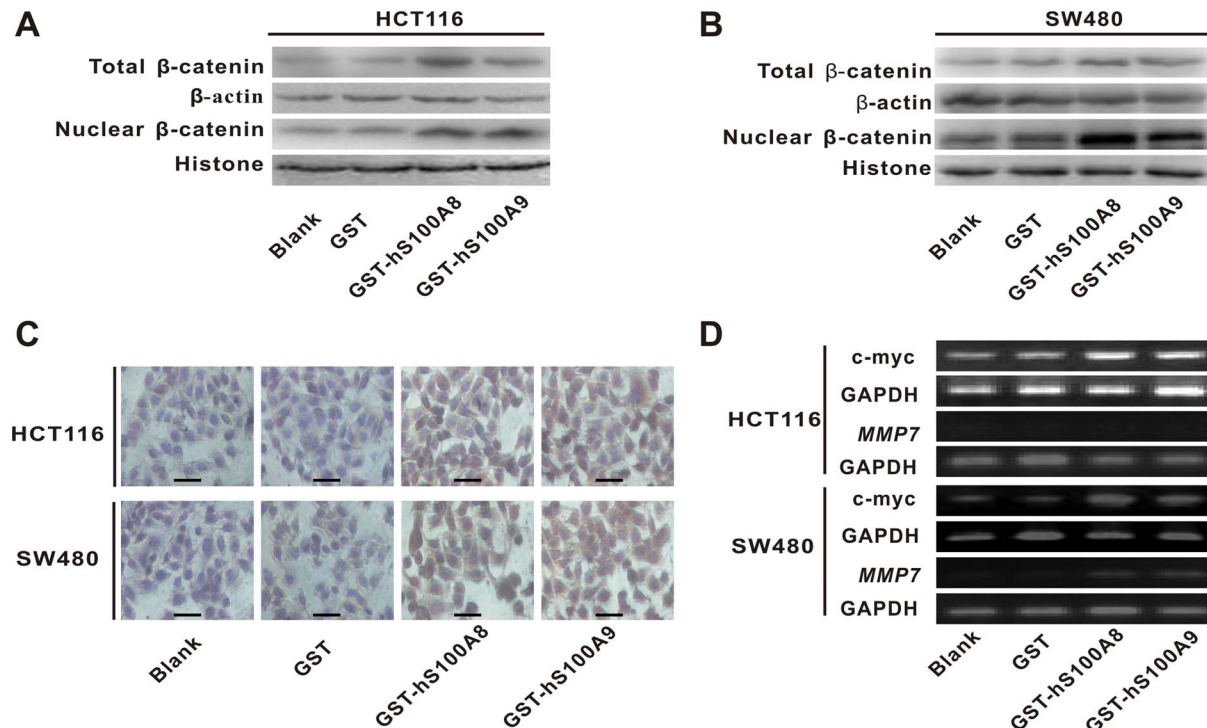 A
HCT116
Total β-catenin
β-actin
Nuclear β-catenin
Histone
Blank
GST
GST-hS100A8
GST-hS100A9
B
SW480
Total β-catenin
β-actin
Nuclear β-catenin
Histone
Blank
GST
GST-hS100A8
GST-hS100A9
C
HCT116
SW480
Blank
GST
GST-hS100A8
GST-hS100A9
D
HCT116
c-myc
GAPDH
MMP7
GAPDH
SW480
c-myc
GAPDH
MMP7
GAPDH
Blank
GST
GST-hS100A8
GST-hS100A9